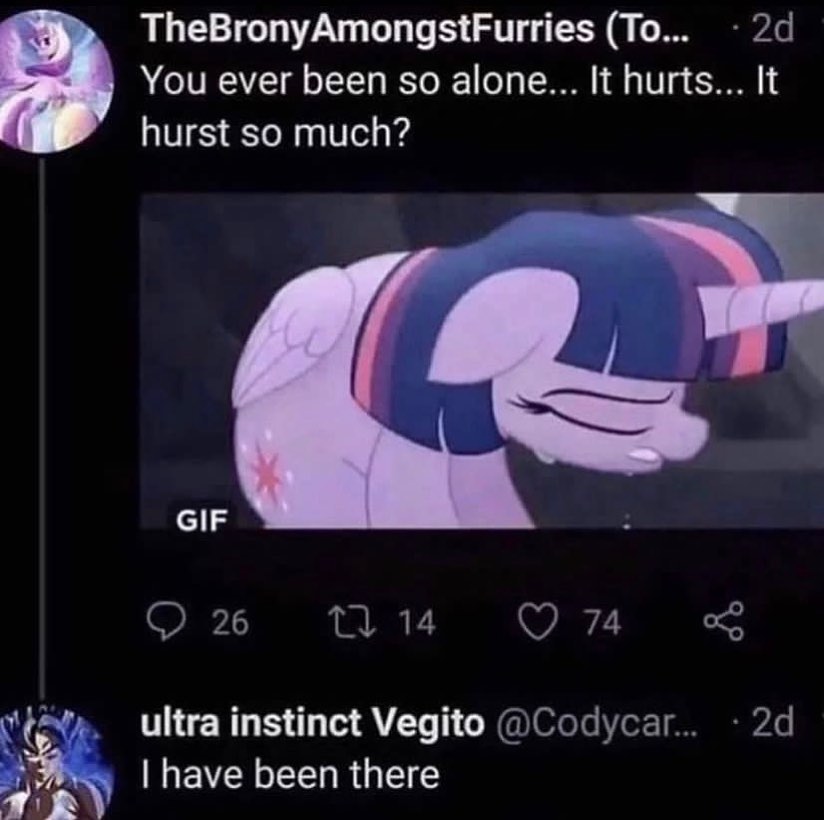 TheBronyAmongstFurries (To... · 2d
You ever been so alone... It hurts... It
hurst so much?
GIF
26 14 74
ultra instinct Vegito @Codycar... · 2d
I have been there